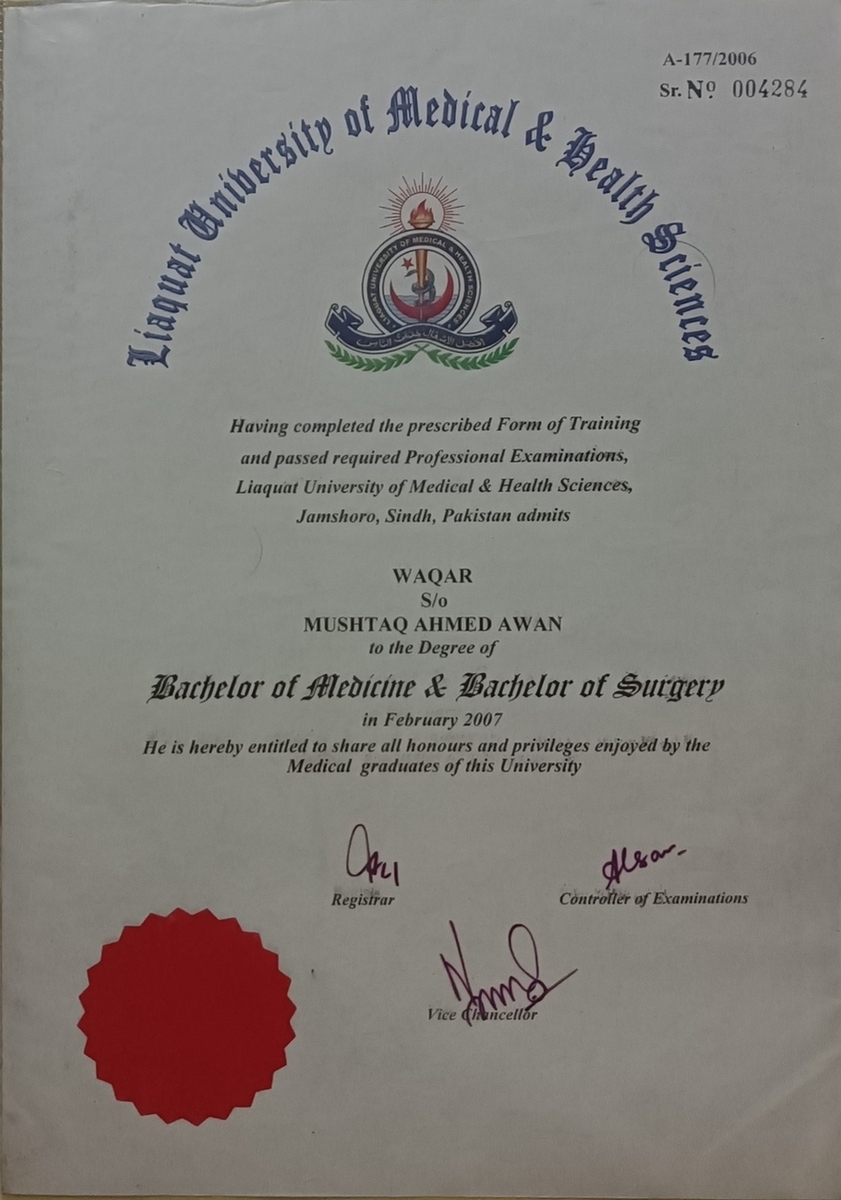 A-177/2006
Sr. Nº 004284
Liaquat University of Medical & Health Sciences
LIAQUAT UNIVERSITY OF MEDICAL & HEALTH SCIENCES
Having completed the prescribed Form of Training
and passed required Professional Examinations,
Liaquat University of Medical & Health Sciences,
Jamshoro, Sindh, Pakistan admits
WAQAR
S/o
MUSHTAQ AHMED AWAN
to the Degree of
Bachelor of Medicine & Bachelor of Surgery
in February 2007
He is hereby entitled to share all honours and privileges enjoyed by the
Medical graduates of this University
Registrar
Controller of Examinations
Vice Chancellor